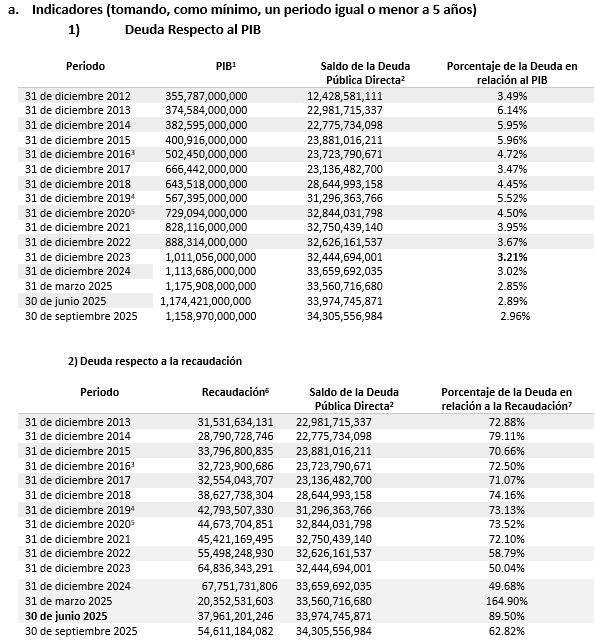 a. Indicadores (tomando, como mínimo, un periodo igual o menor a 5 años)
1) Deuda Respecto al PIB
Periodo PIB¹ Saldo de la Deuda Pública Directa² Porcentaje de la Deuda en relación al PIB
31 de diciembre 2012 355,787,000,000 12,428,581,111 3.49%
31 de diciembre 2013 374,584,000,000 22,981,715,337 6.14%
31 de diciembre 2014 382,595,000,000 22,775,734,098 5.95%
31 de diciembre 2015 400,916,000,000 23,881,016,211 5.96%
31 de diciembre 2016³ 502,450,000,000 23,723,790,671 4.72%
31 de diciembre 2017 666,442,000,000 23,136,482,700 3.47%
31 de diciembre 2018 643,518,000,000 28,644,993,158 4.45%
31 de diciembre 2019⁴ 567,395,000,000 31,296,363,766 5.52%
31 de diciembre 2020⁵ 729,094,000,000 32,844,031,798 4.50%
31 de diciembre 2021 828,116,000,000 32,750,439,140 3.95%
31 de diciembre 2022 888,314,000,000 32,626,161,537 3.67%
31 de diciembre 2023 1,011,056,000,000 32,444,694,001 3.21%
31 de diciembre 2024 1,113,686,000,000 33,659,692,035 3.02%
31 de marzo 2025 1,175,908,000,000 33,560,716,680 2.85%
30 de junio 2025 1,174,421,000,000 33,974,745,871 2.89%
30 de septiembre 2025 1,158,970,000,000 34,305,556,984 2.96%
2) Deuda respecto a la recaudación
Periodo Recaudación⁶ Saldo de la Deuda Pública Directa² Porcentaje de la Deuda en relación a la Recaudación⁷
31 de diciembre 2013 31,531,634,131 22,981,715,337 72.88%
31 de diciembre 2014 28,790,728,746 22,775,734,098 79.11%
31 de diciembre 2015 33,796,800,835 23,881,016,211 70.66%
31 de diciembre 2016³ 32,723,900,686 23,723,790,671 72.50%
31 de diciembre 2017 32,554,043,707 23,136,482,700 71.07%
31 de diciembre 2018 38,627,738,304 28,644,993,158 74.16%
31 de diciembre 2019⁴ 42,793,507,330 31,296,363,766 73.13%
31 de diciembre 2020⁵ 44,673,704,851 32,844,031,798 73.52%
31 de diciembre 2021 45,421,169,495 32,750,439,140 72.10%
31 de diciembre 2022 55,498,248,930 32,626,161,537 58.79%
31 de diciembre 2023 64,836,343,291 32,444,694,001 50.04%
31 de diciembre 2024 67,751,731,806 33,659,692,035 49.68%
31 de marzo 2025 20,352,531,603 33,560,716,680 164.90%
30 de junio 2025 37,961,201,246 33,974,745,871 89.50%
30 de septiembre 2025 54,611,184,082 34,305,556,984 62.82%